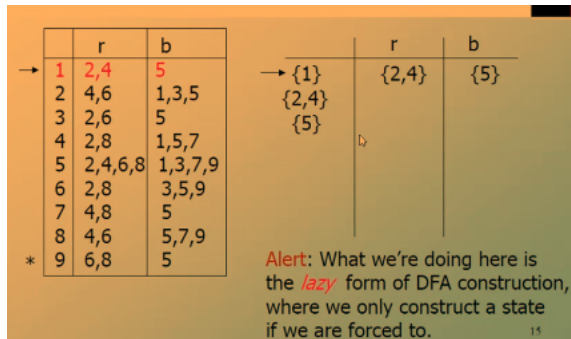 r b
→ 1 2,4 5
2 4,6 1,3,5
3 2,6 5
4 2,8 1,5,7
5 2,4,6,8 1,3,7,9
6 2,8 3,5,9
7 4,8 5
8 4,6 5,7,9
* 9 6,8 5
r b
→ {1} {2,4} {5}
{2,4}
{5}
Alert: What we're doing here is
the lazy form of DFA construction,
where we only construct a state
if we are forced to.
15